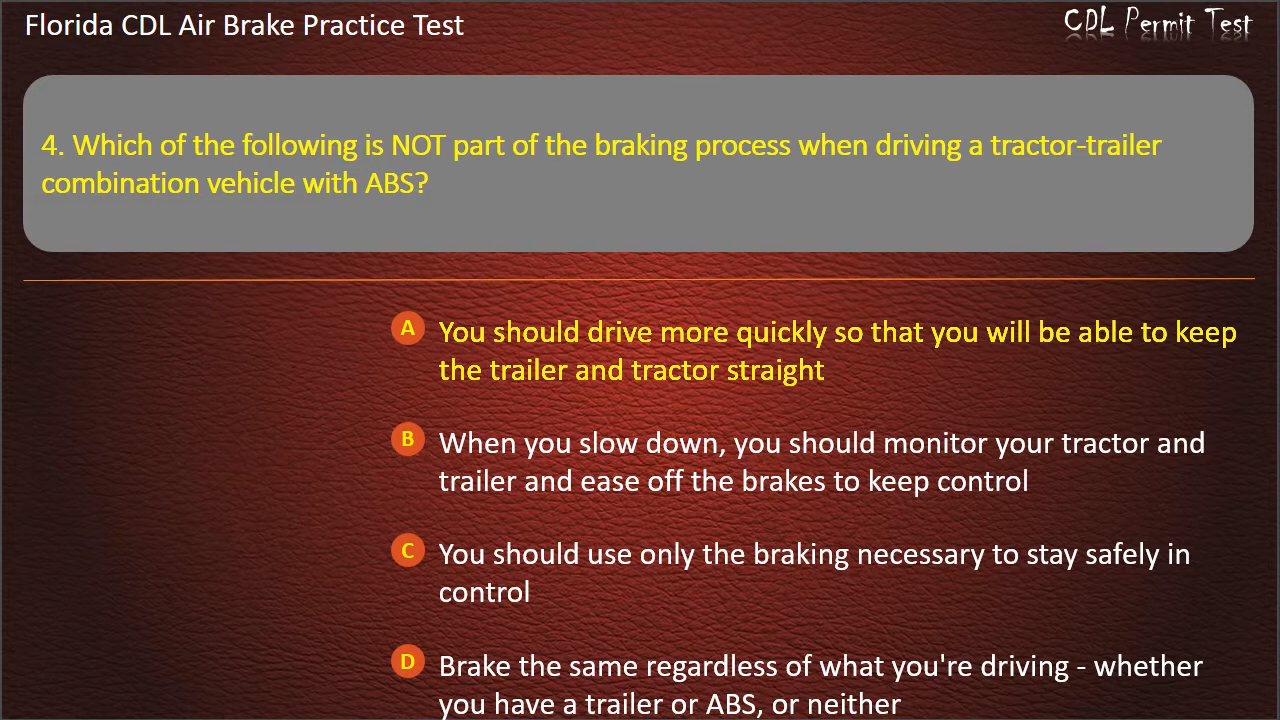 Florida CDL Air Brake Practice Test
CDL Permit Test
4. Which of the following is NOT part of the braking process when driving a tractor-trailer
combination vehicle with ABS?
A You should drive more quickly so that you will be able to keep
the trailer and tractor straight
B When you slow down, you should monitor your tractor and
trailer and ease off the brakes to keep control
C You should use only the braking necessary to stay safely in
control
D Brake the same regardless of what you're driving - whether
you have a trailer or ABS, or neither